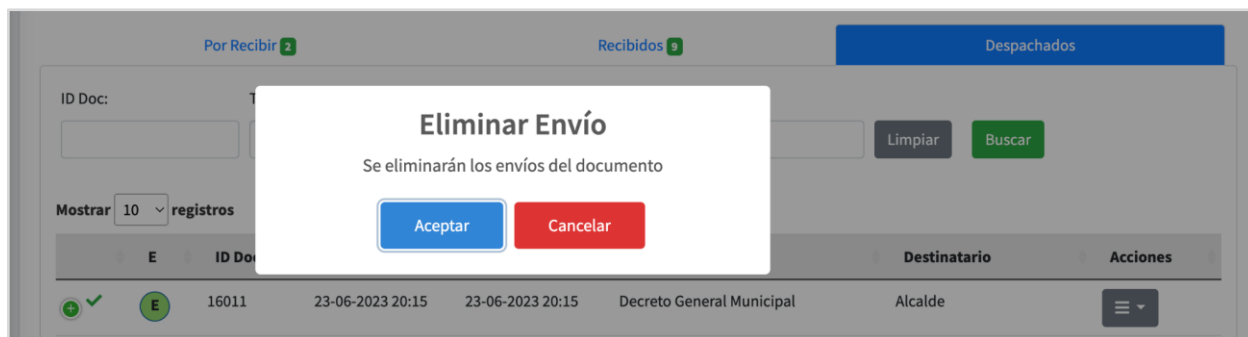 Por Recibir 2 Recibidos 9 Despachados
ID Doc: T
Eliminar Envío
Limpiar Buscar
Se eliminarán los envíos del documento
Mostrar 10 registros
Aceptar Cancelar
E ID Do Destinatario Acciones
E 16011 23-06-2023 20:15 23-06-2023 20:15 Decreto General Municipal Alcalde